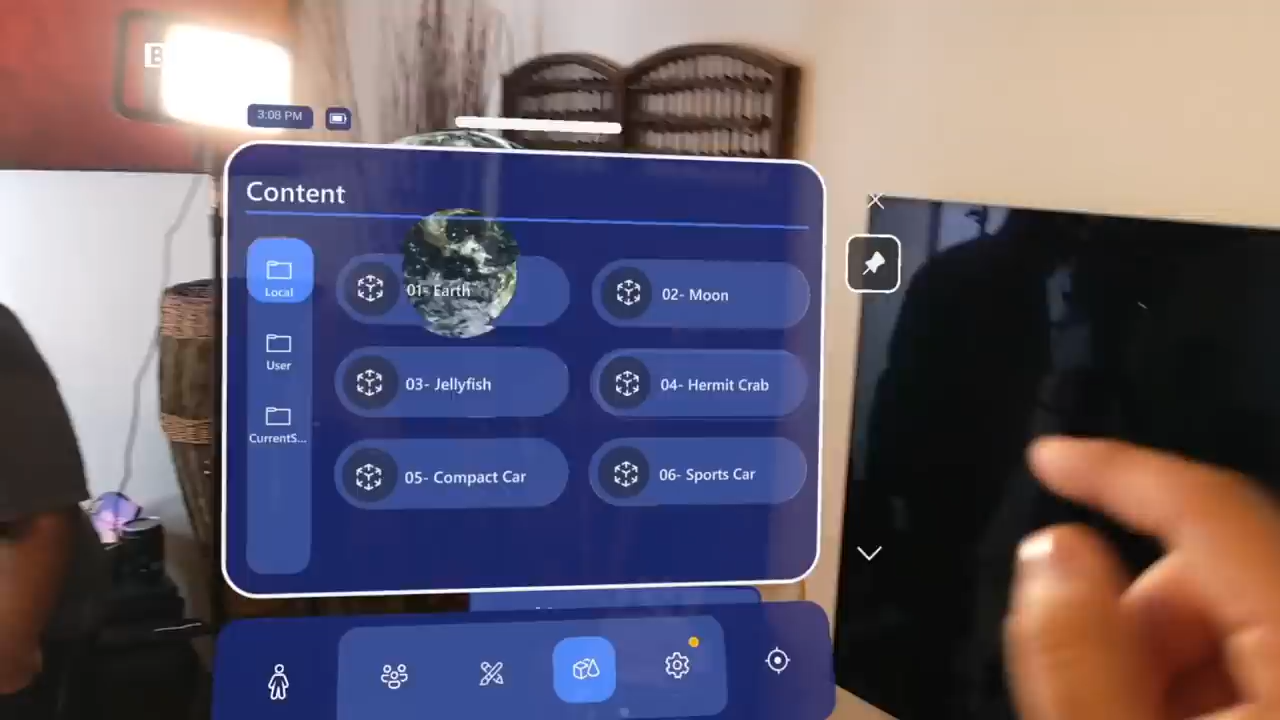 B
3:08 PM
Content
Local
01- Earth
02- Moon
User
03- Jellyfish
04- Hermit Crab
CurrentS...
05- Compact Car
06- Sports Car